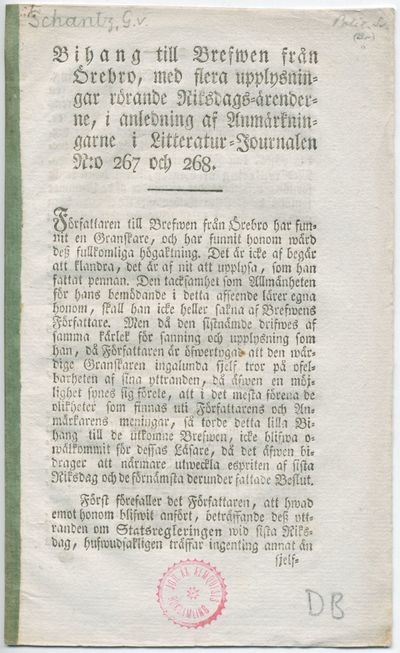 Schantz, G. v.
Bihang till Brefwen från
Örebro, med flera upplysnin-
gar rörande Riksdags-ärender-
ne, i anledning af Anmärknin-
garne i Litteratur-Journalen
N:o 267 och 268.
Författaren till Brefwen från Örebro har fun-
nit en Granskare, och har funnit honom wärd
deß fullkomliga högaktning. Det är icke af begär
att klandra, det är af nit att upplysa, som han
fattat pennan. Den tacksamhet som Allmänheten
för hans bemödande i detta afseende lärer egna
honom, skall han icke heller sakna af Brefwens
Författare. Men då den sistnämde drifwes af
samma kärlek för sanning och upplysning som
han, då Författaren är öfwertygad att den wär-
dige Granskaren ingalunda sjelf tror på ofel-
barheten af sina yttranden, då äfwen en möj-
lighet synes sig förete, att i det mesta förena de
olikheter som finnas uti Författarens och An-
märkarens meningar, så torde detta lilla Bi-
hang till de utkomne Brefwen, icke blifwa o-
wälkommit för dessas Läsare, då det äfwen bi-
drager att närmare utweckla espriten af sista
Riksdag och de förnämsta derunder fattade Beslut.
Först förefaller det Författaren, att hwad
emot honom blifwit anfört, beträffande deß ytt-
randen om Statsregleringen wid sista Riks-
dag, hufwudsakligen träffar ingenting annat än
sjelf-
DB